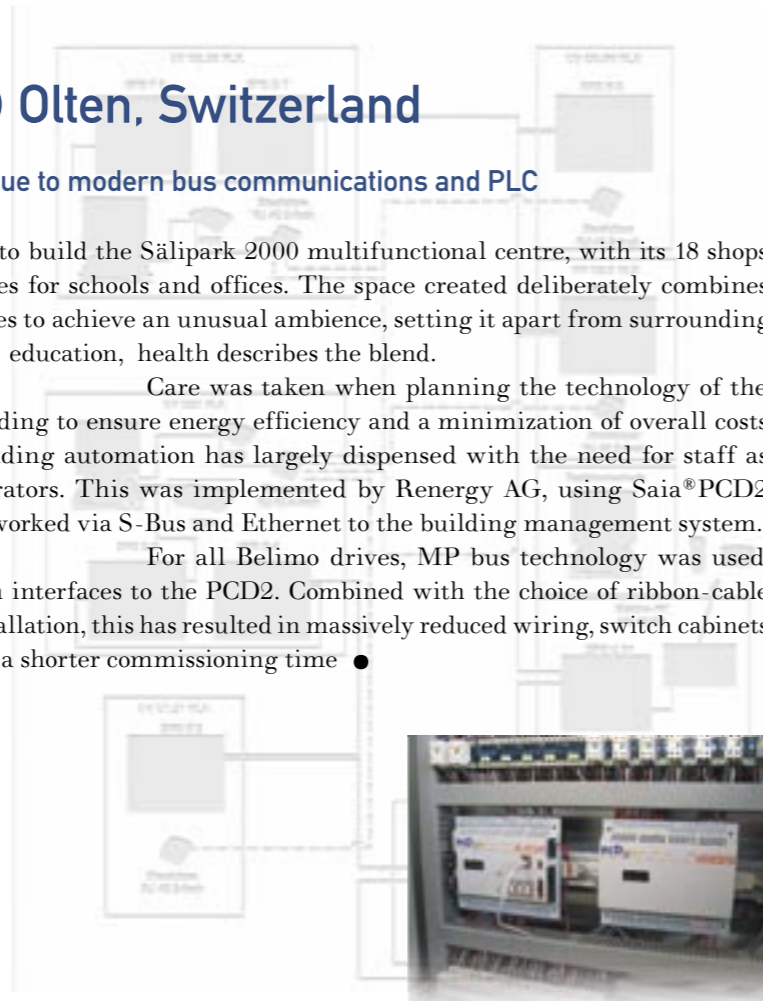 Olten, Switzerland
ue to modern bus communications and PLC
to build the Sälipark 2000 multifunctional centre, with its 18 shops
es for schools and offices. The space created deliberately combines
es to achieve an unusual ambience, setting it apart from surrounding
education, health describes the blend.
Care was taken when planning the technology of the
ding to ensure energy efficiency and a minimization of overall costs
ding automation has largely dispensed with the need for staff as
rators. This was implemented by Renergy AG, using Saia®PCD2
worked via S-Bus and Ethernet to the building management system.
For all Belimo drives, MP bus technology was used
interfaces to the PCD2. Combined with the choice of ribbon-cable
allation, this has resulted in massively reduced wiring, switch cabinets
a shorter commissioning time ●